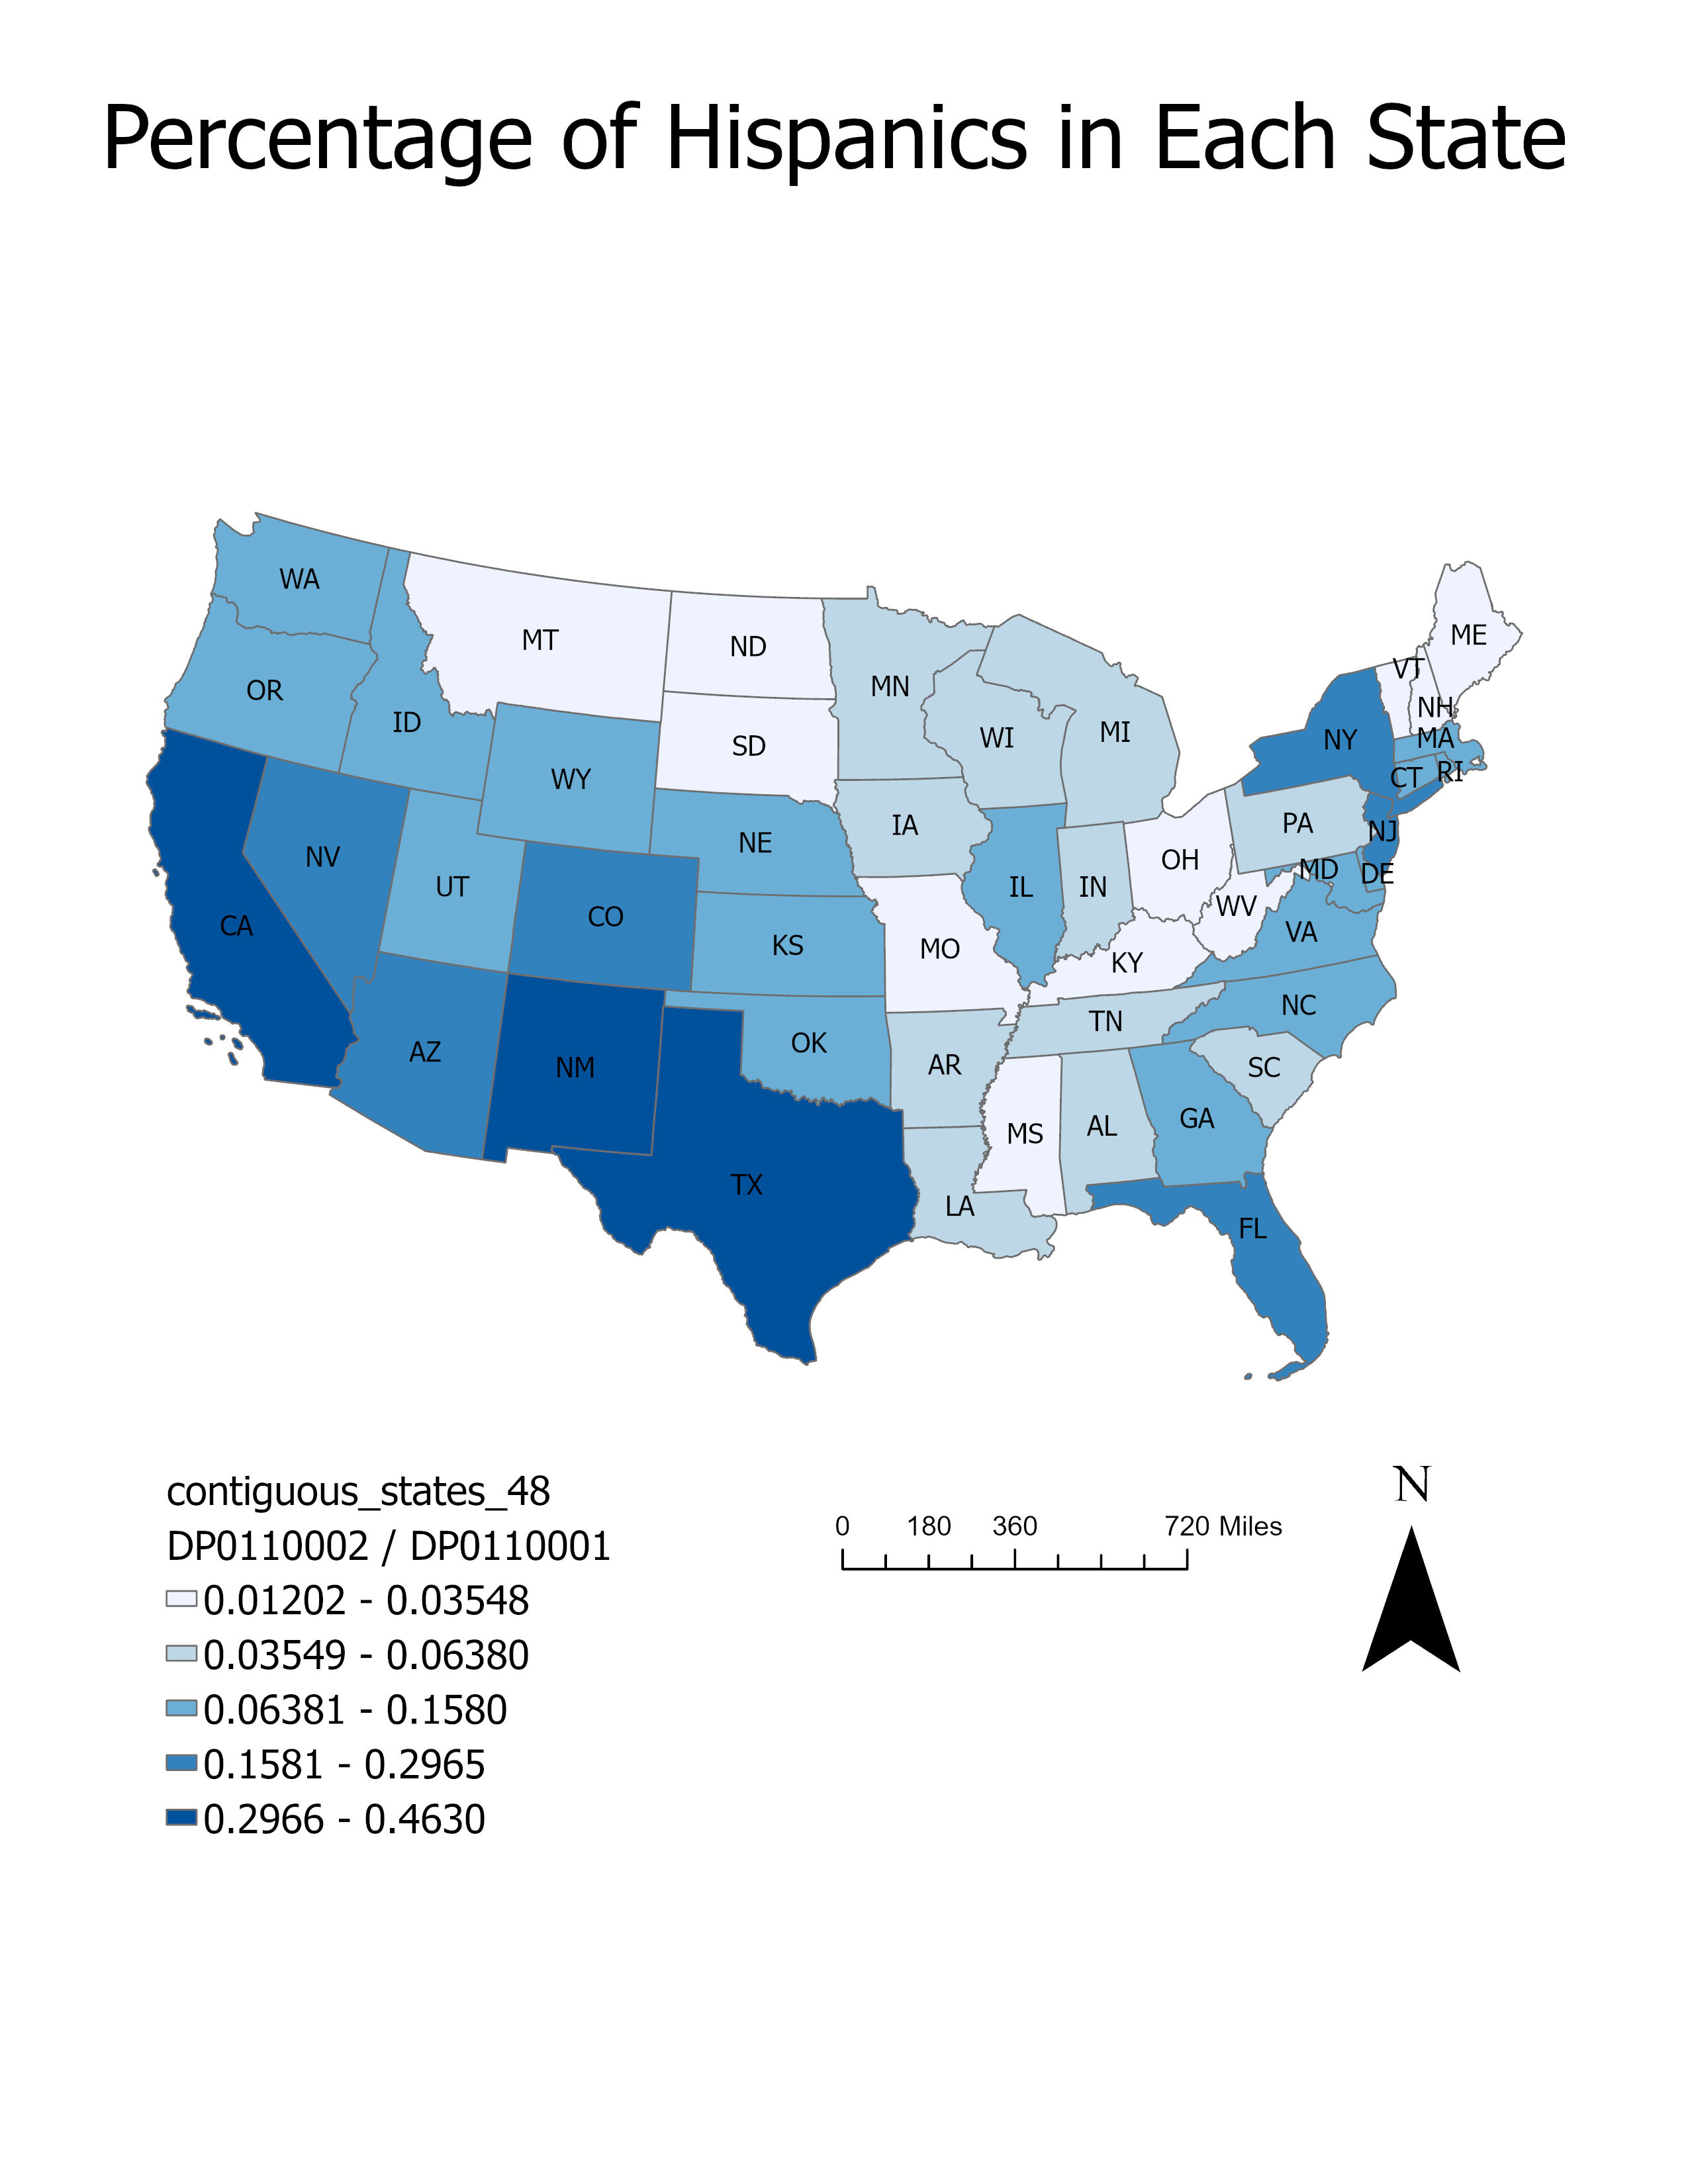 Percentage of Hispanics in Each State
WA
MT
ND
ME
VT
MN
OR
NH
ID
SD
WI
MI
NY
MA
WY
CT RI
IA
PA
NJ
NE
NV
OH
MD
DE
UT
IL
IN
CO
WV
CA
VA
KS
MO
KY
NC
TN
OK
AZ
NM
AR
SC
GA
MS
AL
TX
LA
FL
contiguous_states_48
DP0110002 / DP0110001
0.01202 - 0.03548
0.03549 - 0.06380
0.06381 - 0.1580
0.1581 - 0.2965
0.2966 - 0.4630
0 180 360 720 Miles
N